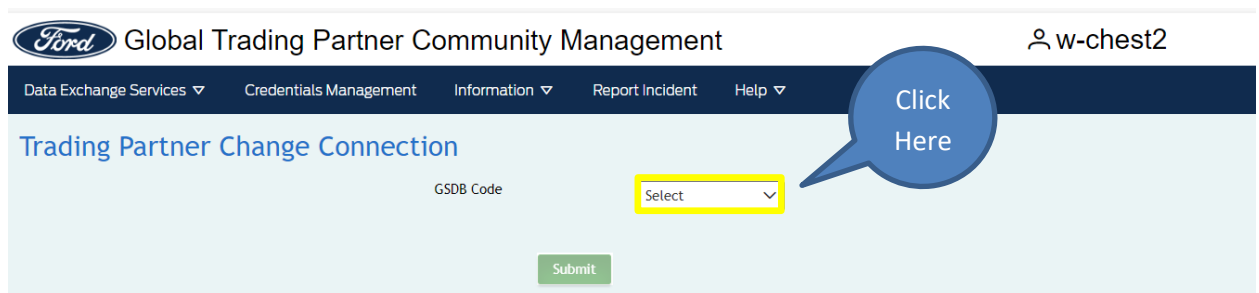 Ford Global Trading Partner Community Management w-chest2
Data Exchange Services Credentials Management Information Report Incident Help
Click
Here
Trading Partner Change Connection
GSDB Code Select
Submit